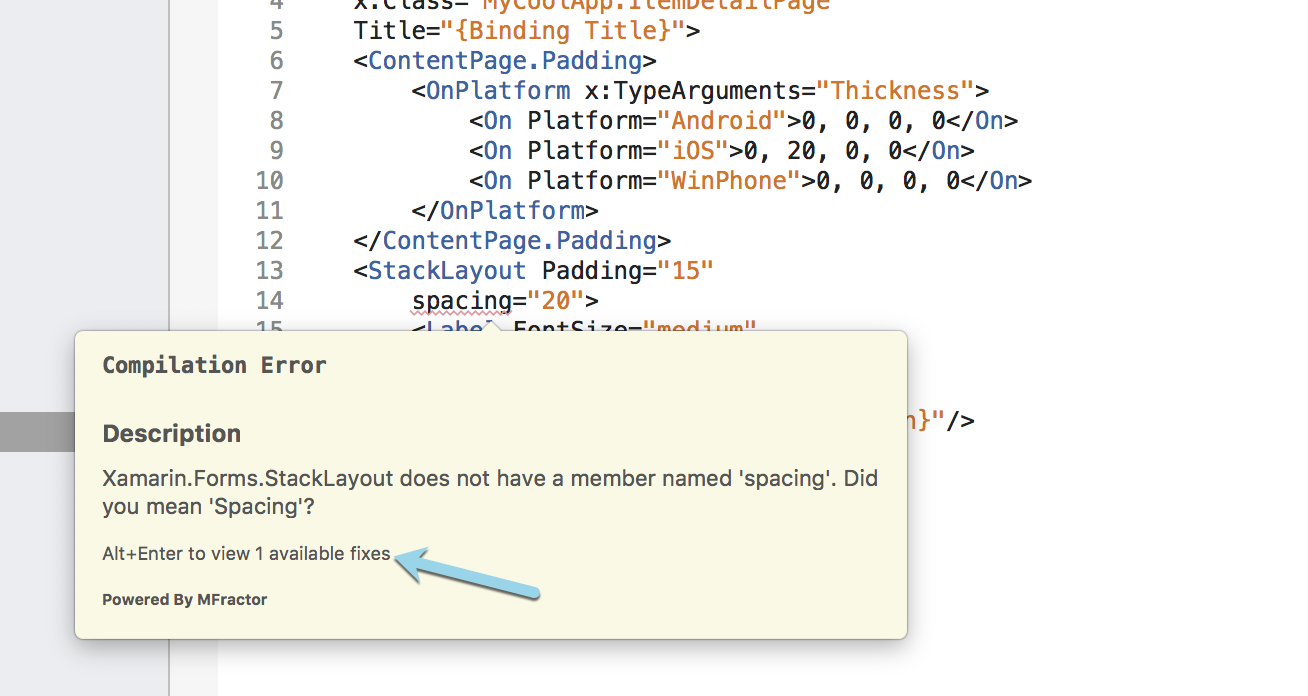 4 x:Class="MyCoolApp.ItemDetailPage"
5 Title="{Binding Title}">
6 <ContentPage.Padding>
7 <OnPlatform x:TypeArguments="Thickness">
8 <On Platform="Android">0, 0, 0, 0</On>
9 <On Platform="iOS">0, 20, 0, 0</On>
10 <On Platform="WinPhone">0, 0, 0, 0</On>
11 </OnPlatform>
12 </ContentPage.Padding>
13 <StackLayout Padding="15"
14 spacing="20">
15 <Label FontSize="medium"
Compilation Error
n}"/>
Description
Xamarin.Forms.StackLayout does not have a member named 'spacing'. Did
you mean 'Spacing'?
Alt+Enter to view 1 available fixes
Powered By MFractor